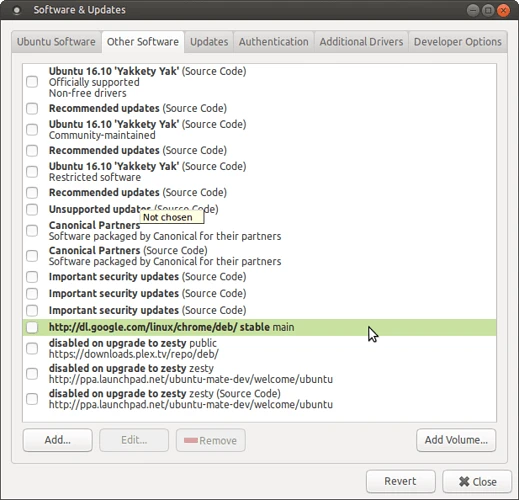 Software & Updates
Ubuntu Software Other Software Updates Authentication Additional Drivers Developer Options
Ubuntu 16.10 'Yakkety Yak' (Source Code)
Officially supported
Non-free drivers
Recommended updates (Source Code)
Ubuntu 16.10 'Yakkety Yak' (Source Code)
Community-maintained
Recommended updates (Source Code)
Ubuntu 16.10 'Yakkety Yak' (Source Code)
Restricted software
Recommended updates (Source Code)
Unsupported updates (Source Code)
Not chosen
Canonical Partners
Software packaged by Canonical for their partners
Canonical Partners (Source Code)
Software packaged by Canonical for their partners
Important security updates (Source Code)
Important security updates (Source Code)
Important security updates (Source Code)
http://dl.google.com/linux/chrome/deb/ stable main
disabled on upgrade to zesty public
https://downloads.plex.tv/repo/deb/
disabled on upgrade to zesty zesty
http://ppa.launchpad.net/ubuntu-mate-dev/welcome/ubuntu
disabled on upgrade to zesty zesty (Source Code)
http://ppa.launchpad.net/ubuntu-mate-dev/welcome/ubuntu
Add... Edit... Remove Add Volume...
Revert Close